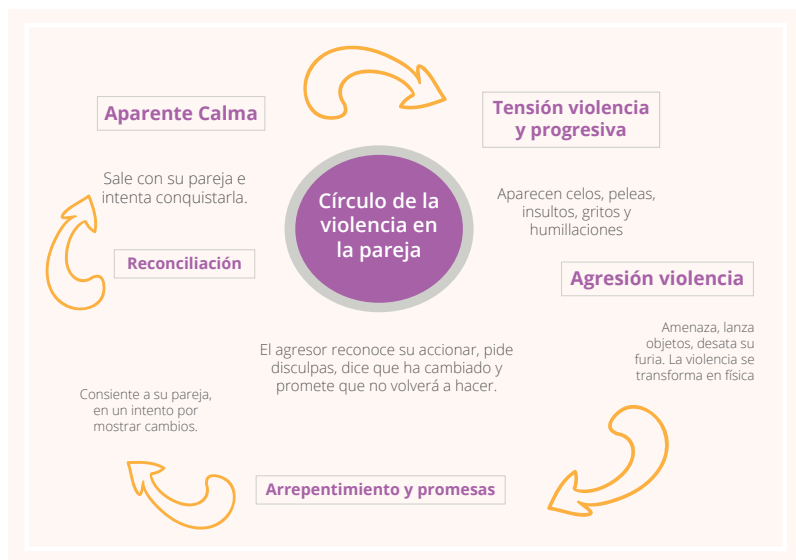 Círculo de la
violencia en
la pareja
Aparente Calma
Sale con su pareja e
intenta conquistarla.
Tensión violencia
y progresiva
Aparecen celos, peleas,
insultos, gritos y
humillaciones
Agresión violencia
Amenaza, lanza
objetos, desata su
furia. La violencia se
transforma en física
Arrepentimiento y promesas
El agresor reconoce su accionar, pide
disculpas, dice que ha cambiado y
promete que no volverá a hacer.
Reconciliación
Consiente a su pareja,
en un intento por
mostrar cambios.